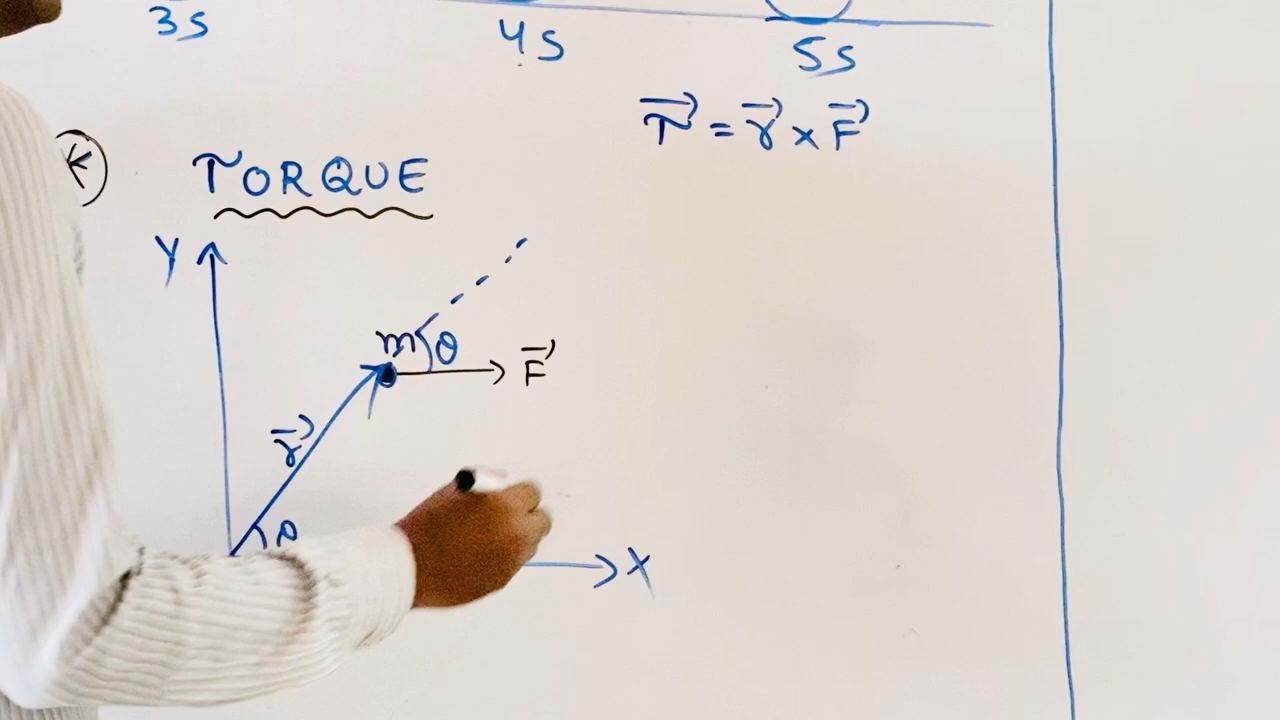 3s 4s 5s
τ⃗ = r⃗ × F⃗
K
TORQUE
Y
m θ F⃗
r⃗
θ
X